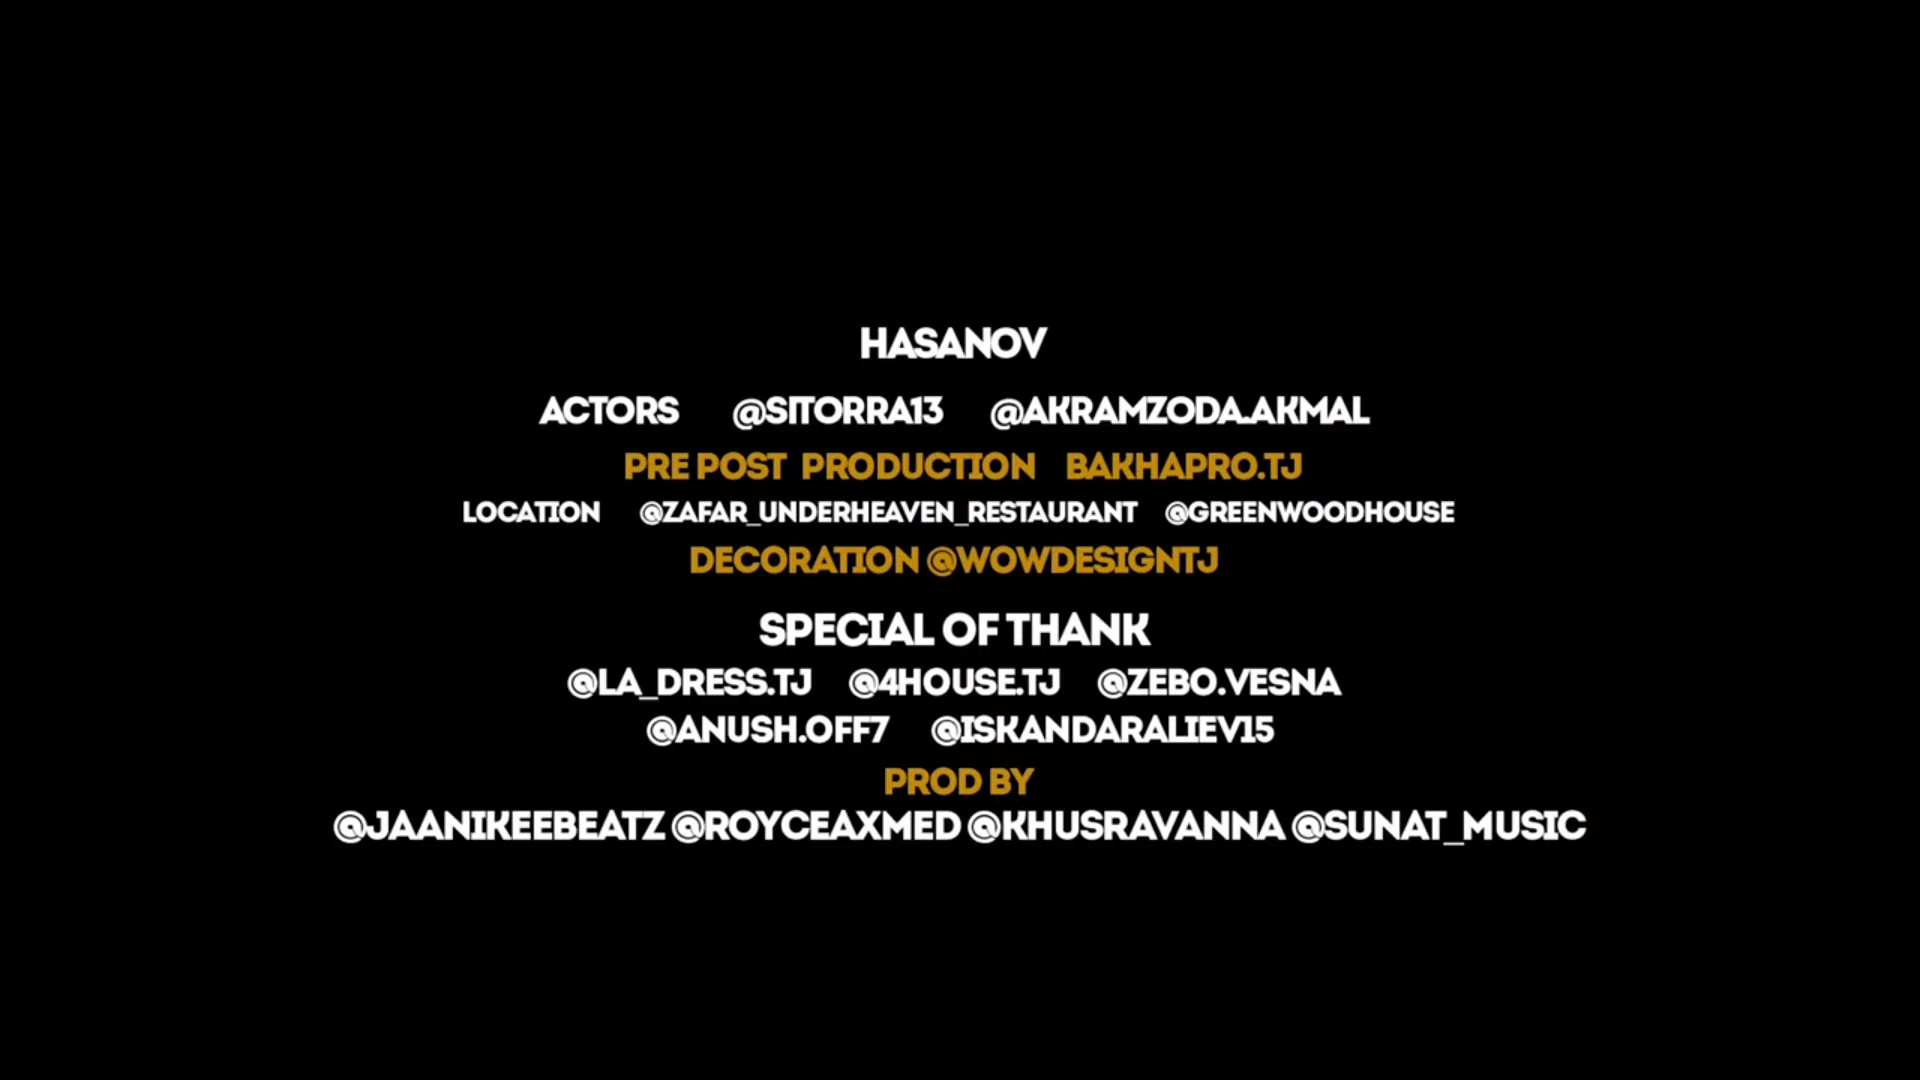 HASANOV
ACTORS @SITORRA13 @AKRAMZODA.AKMAL
PRE POST PRODUCTION BAKHAPRO.TJ
LOCATION @ZAFAR_UNDERHEAVEN_RESTAURANT @GREENWOODHOUSE
DECORATION @WOWDESIGNTJ
SPECIAL OF THANK
@LA_DRESS.TJ @4HOUSE.TJ @ZEBO.VESNA
@ANUSH.OFF7 @ISKANDARALIEV15
PROD BY
@JAANIKEEBEATZ @ROYCEAXMED @KHUSRAVANNA @SUNAT_MUSIC